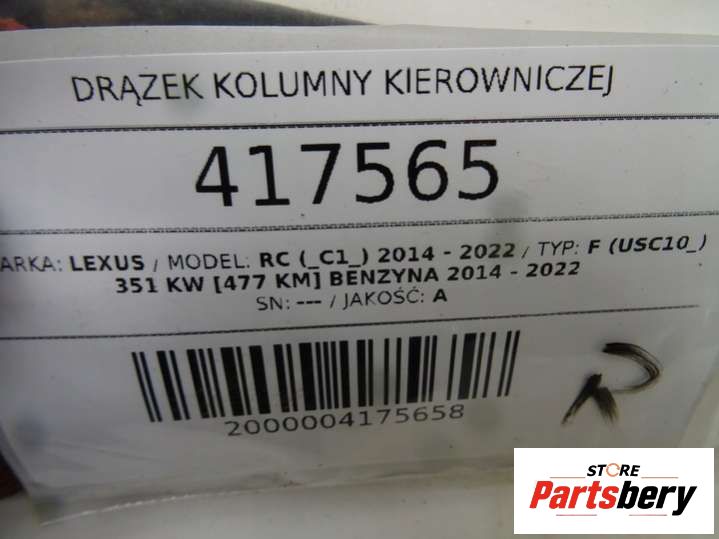 DRĄZEK KOLUMNY KIEROWNICZEJ
417565
ARKA: LEXUS / MODEL: RC (_C1_) 2014 - 2022 / TYP: F (USC10_)
351 KW [477 KM] BENZYNA 2014 - 2022
SN: --- / JAKOŚĆ: A
2000004175658
R
STORE
Partsbery